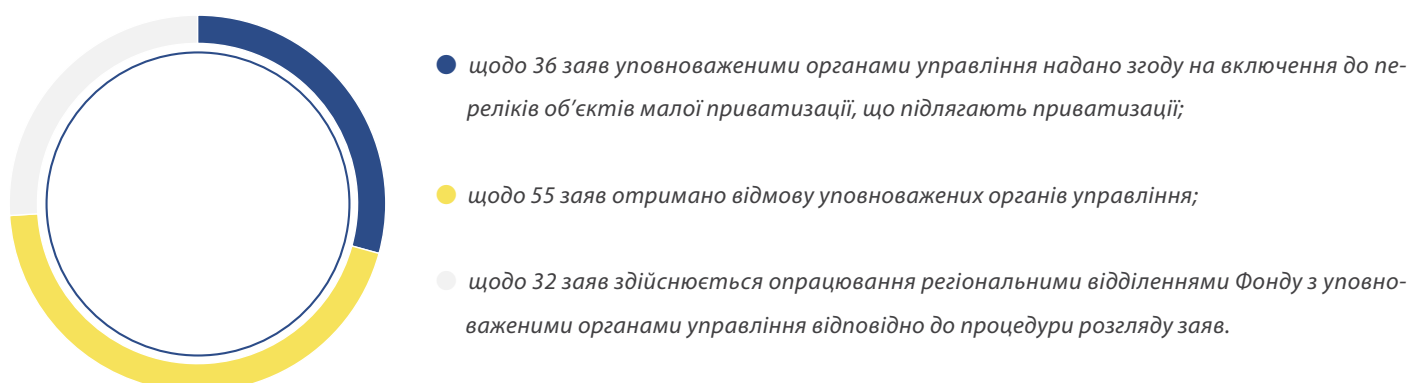 щодо 36 заяв уповноваженими органами управління надано згоду на включення до пе-
реліків об’єктів малої приватизації, що підлягають приватизації;
щодо 55 заяв отримано відмову уповноважених органів управління;
щодо 32 заяв здійснюється опрацювання регіональними відділеннями Фонду з уповно-
важеними органами управління відповідно до процедури розгляду заяв.